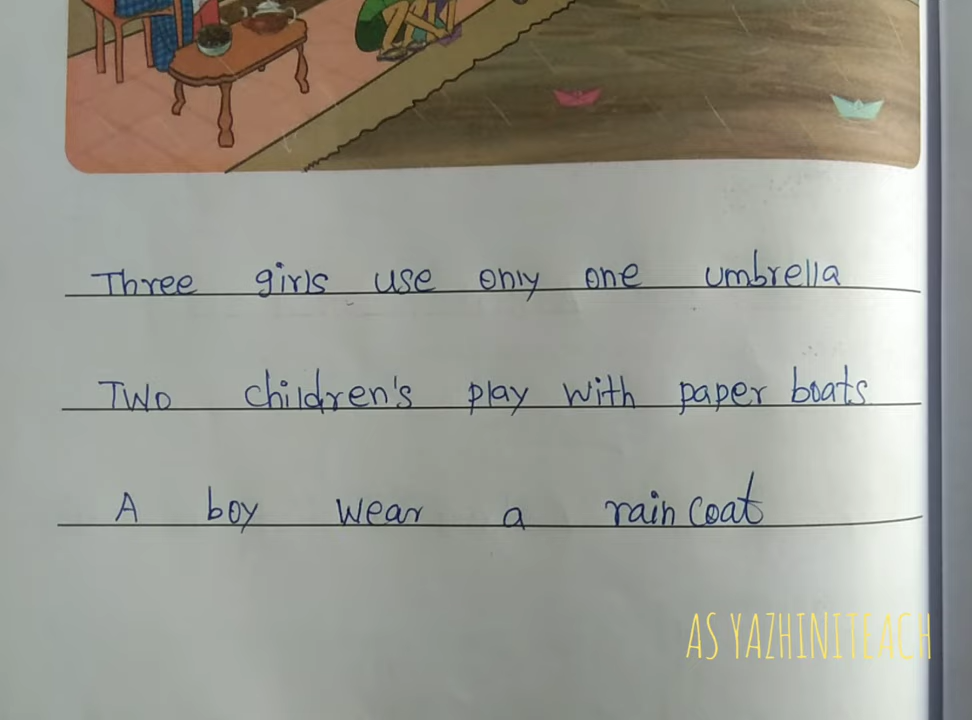 Three girls use only one umbrella
Two children's play with paper boats
A boy wear a rain coat
AS YAZHINITEACH